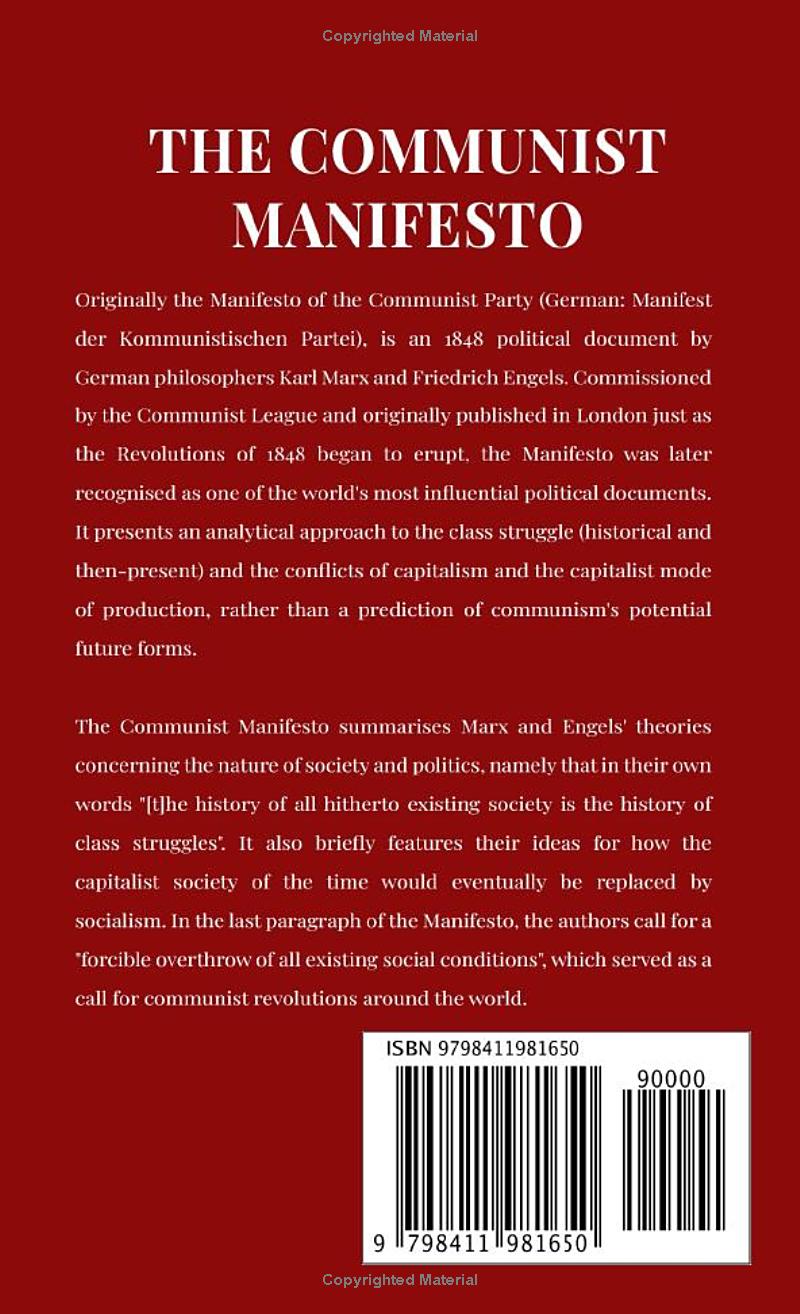 Copyrighted Material
THE COMMUNIST
MANIFESTO
Originally the Manifesto of the Communist Party (German: Manifest
der Kommunistischen Partei), is an 1848 political document by
German philosophers Karl Marx and Friedrich Engels. Commissioned
by the Communist League and originally published in London just as
the Revolutions of 1848 began to erupt, the Manifesto was later
recognised as one of the world's most influential political documents.
It presents an analytical approach to the class struggle (historical and
then-present) and the conflicts of capitalism and the capitalist mode
of production, rather than a prediction of communism's potential
future forms.
The Communist Manifesto summarises Marx and Engels' theories
concerning the nature of society and politics, namely that in their own
words "[t]he history of all hitherto existing society is the history of
class struggles". It also briefly features their ideas for how the
capitalist society of the time would eventually be replaced by
socialism. In the last paragraph of the Manifesto, the authors call for a
"forcible overthrow of all existing social conditions", which served as a
call for communist revolutions around the world.
ISBN 9798411981650
90000
9 798411 981650
Copyrighted Material